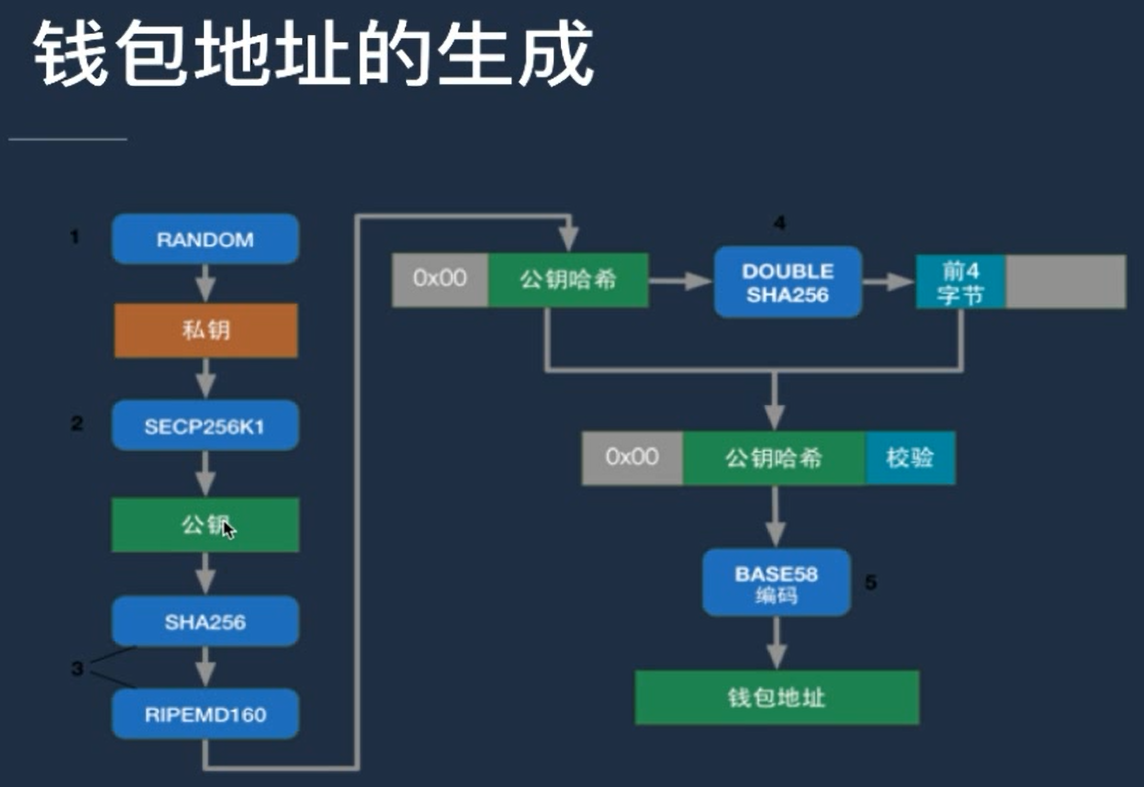 钱包地址的生成
1
RANDOM
私钥
2
SECP256K1
公钥
SHA256
3
RIPEMD160
0x00
公钥哈希
4
DOUBLE
SHA256
前4
字节
0x00
公钥哈希
校验
BASE58
编码
5
钱包地址